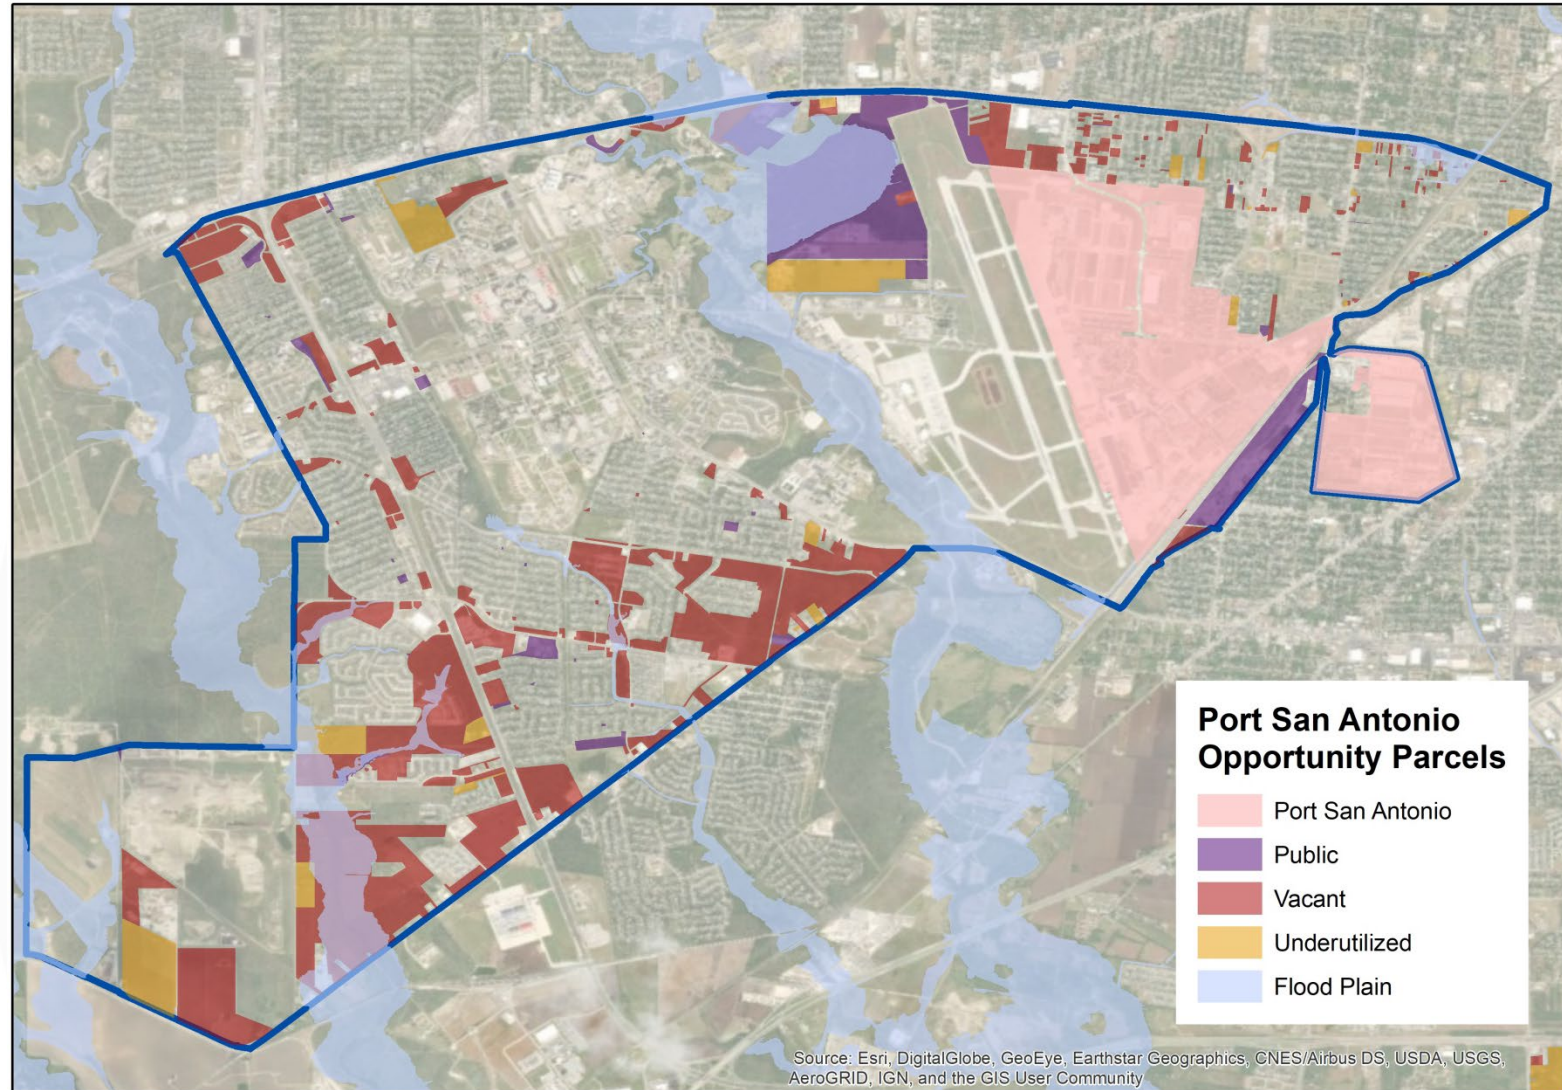 Port San Antonio
Opportunity Parcels
Port San Antonio
Public
Vacant
Underutilized
Flood Plain
Source: Esri, DigitalGlobe, GeoEye, Earthstar Geographics, CNES/Airbus DS, USDA, USGS,
AeroGRID, IGN, and the GIS User Community